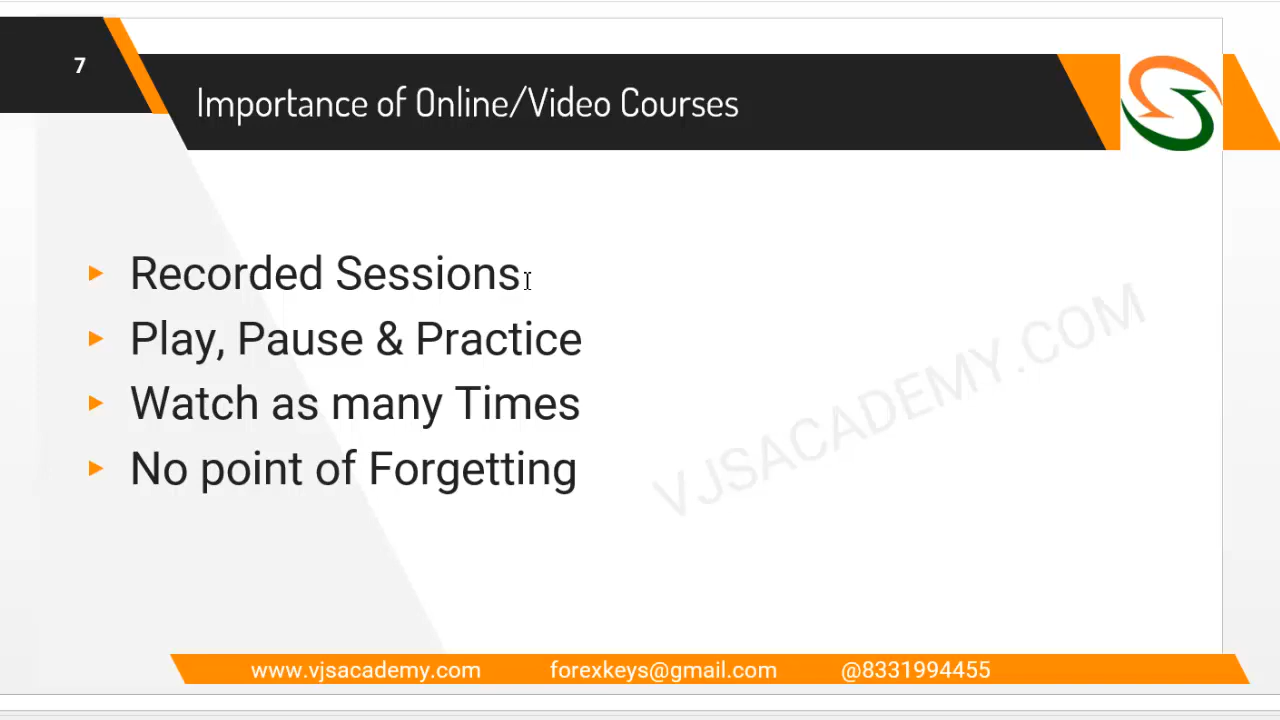 7
Importance of Online/Video Courses
Recorded Sessions
Play, Pause & Practice
Watch as many Times
No point of Forgetting
VJSACADEMY.COM
www.vjsacademy.com forexkeys@gmail.com @8331994455